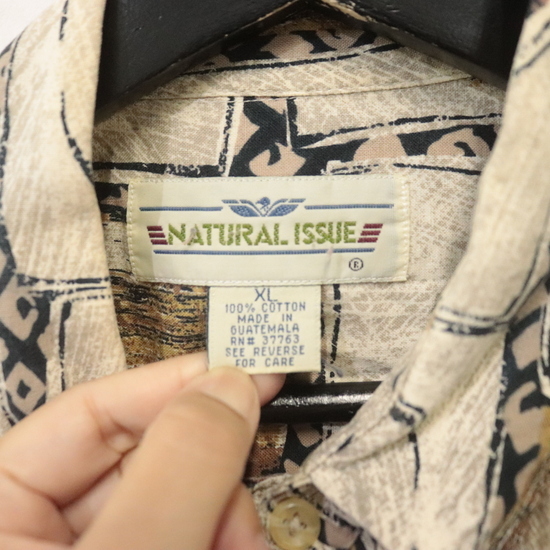 NATURAL ISSUE
®
XL
100% COTTON
MADE IN
GUATEMALA
RN# 37763
SEE REVERSE
FOR CARE